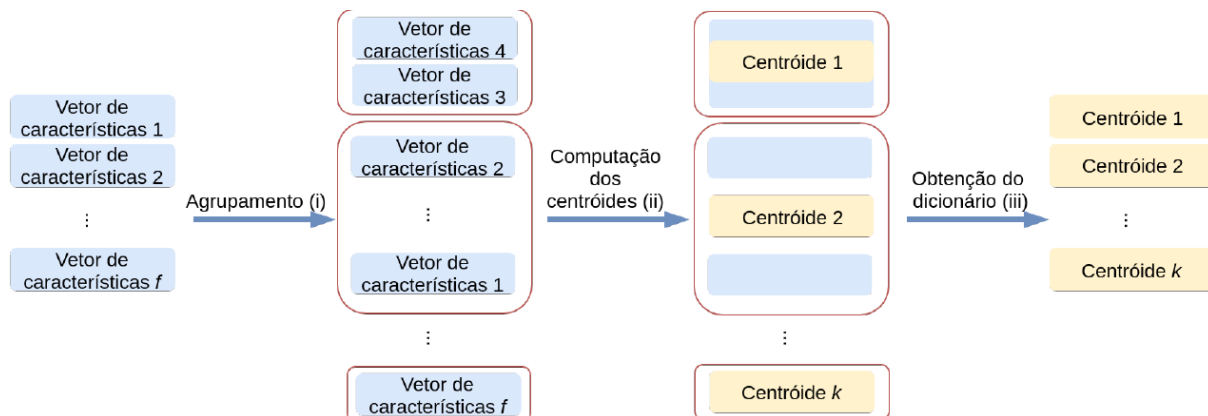 Vetor de
características 1
Vetor de
características 2
⋮
Vetor de
características f
Agrupamento (i)
Vetor de
características 4
Vetor de
características 3
Vetor de
características 2
⋮
Vetor de
características 1
⋮
Vetor de
características f
Computação
dos
centróides (ii)
Centróide 1
Centróide 2
⋮
Centróide k
Obtenção do
dicionário (iii)
Centróide 1
Centróide 2
⋮
Centróide k